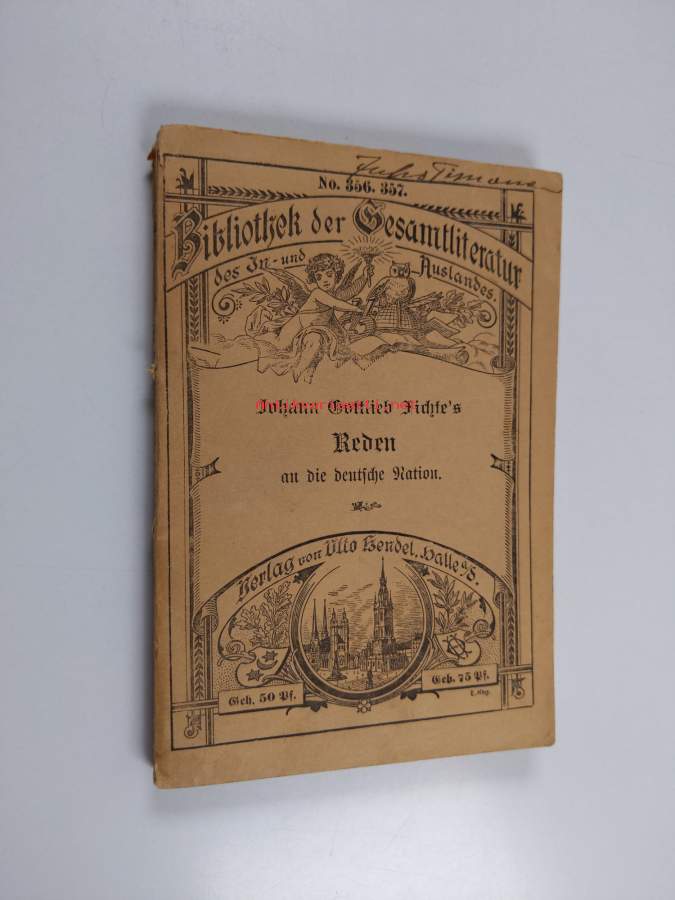 No. 356. 357.
Bibliothek der Gesamtliteratur
des In- und Auslandes.
Johann Gottlieb Fichte's
Reden
an die deutsche Nation.
Verlag von Otto Hendel, Halle a/S.
Geh. 50 Pf.
Geb. 75 Pf.